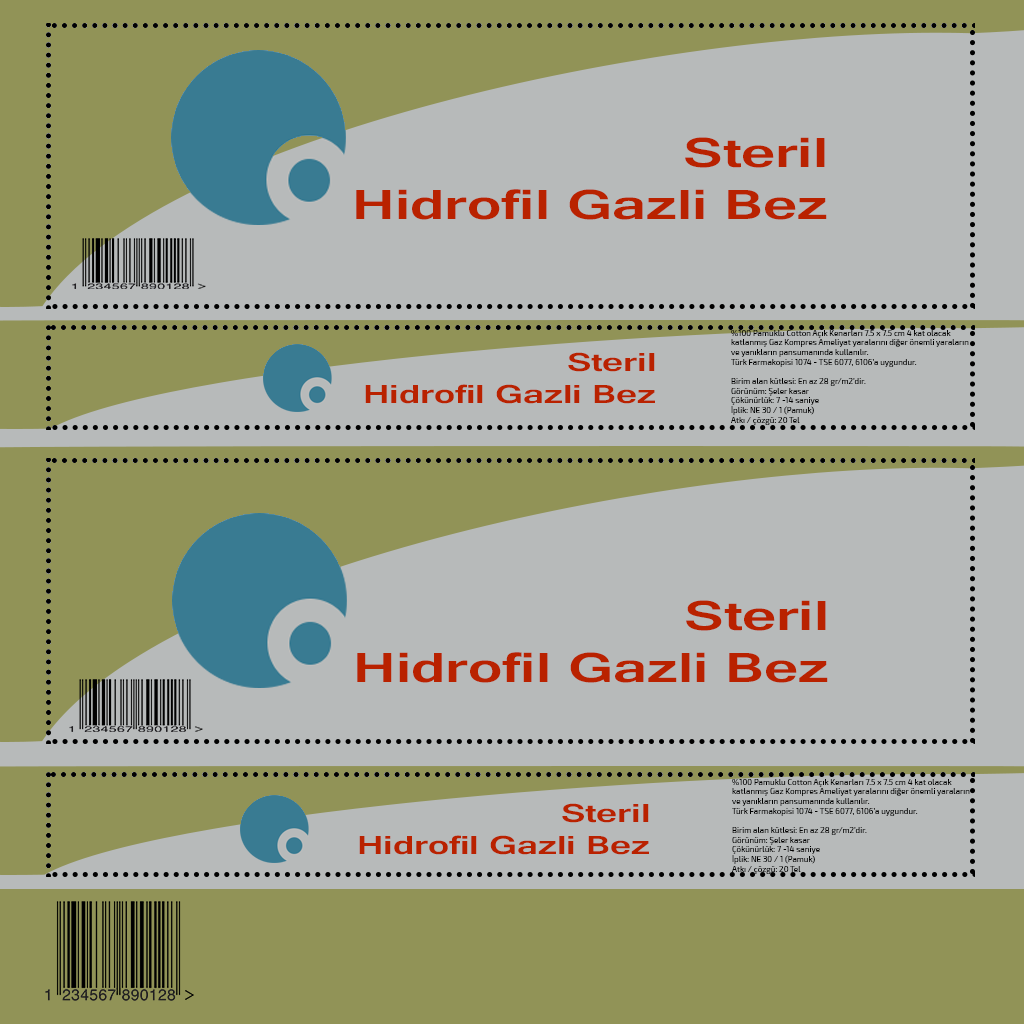 Steril
Hidrofil Gazli Bez
1 234567 890128 >
Steril
Hidrofil Gazli Bez
%100 Pamuklu Cotton Açık Kenarları 7.5 x 7.5 cm 4 kat olacak
katlanmış Gaz Kompres Ameliyat yaralarını diğer önemli yaraların
ve yanıkların pansumanında kullanılır.
Türk Farmakopisi 1074 - TSE 6077, 6106'a uygundur.
Birim alan kütlesi: En az 28 gr/m2'dir.
Görünüm: Şeler kasar
Çökünürlük: 7 -14 saniye
İplik: NE 30 / 1 (Pamuk)
Atkı / çözgü: 20 Tel
Steril
Hidrofil Gazli Bez
1 234567 890128 >
Steril
Hidrofil Gazli Bez
%100 Pamuklu Cotton Açık Kenarları 7.5 x 7.5 cm 4 kat olacak
katlanmış Gaz Kompres Ameliyat yaralarını diğer önemli yaraların
ve yanıkların pansumanında kullanılır.
Türk Farmakopisi 1074 - TSE 6077, 6106'a uygundur.
Birim alan kütlesi: En az 28 gr/m2'dir.
Görünüm: Şeler kasar
Çökünürlük: 7 -14 saniye
İplik: NE 30 / 1 (Pamuk)
Atkı / çözgü: 20 Tel
1 234567 890128 >